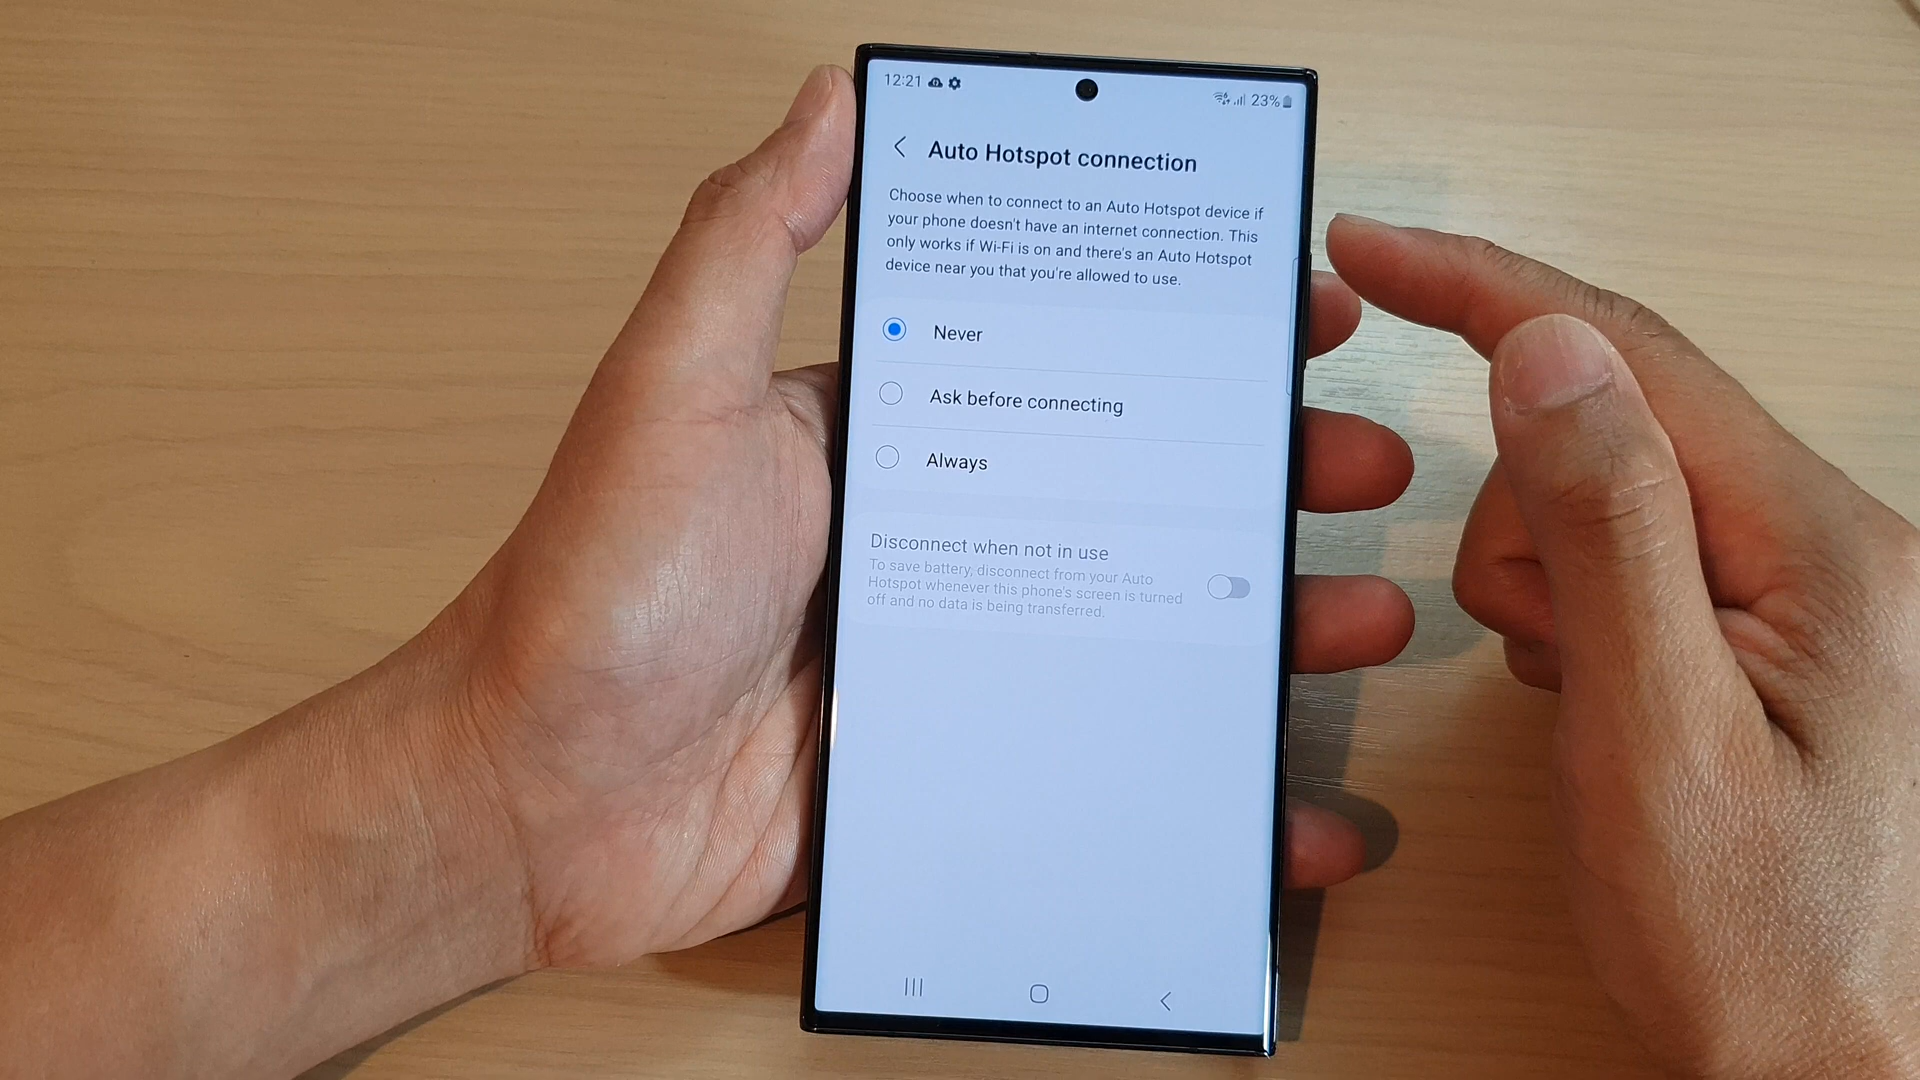 12:21
23%
Auto Hotspot connection
Choose when to connect to an Auto Hotspot device if
your phone doesn't have an internet connection. This
only works if Wi-Fi is on and there's an Auto Hotspot
device near you that you're allowed to use.
Never
Ask before connecting
Always
Disconnect when not in use
To save battery, disconnect from your Auto
Hotspot whenever this phone's screen is turned
off and no data is being transferred.